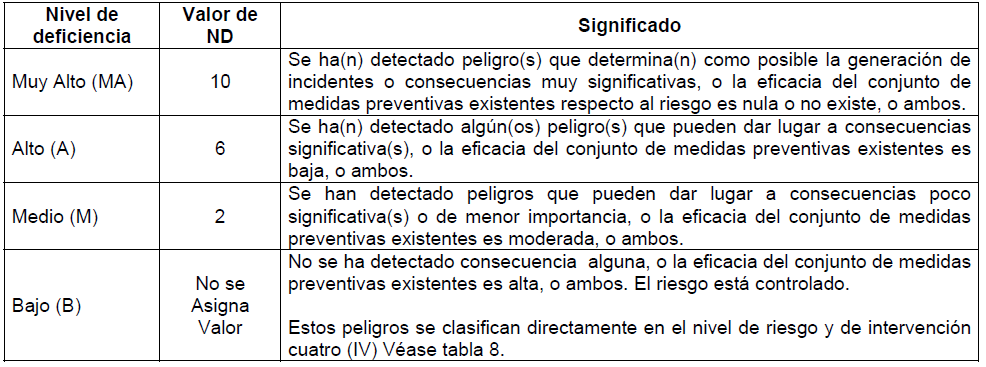 Nivel de deficiencia
Valor de ND
Significado
Muy Alto (MA)
10
Se ha(n) detectado peligro(s) que determina(n) como posible la generación de
incidentes o consecuencias muy significativas, o la eficacia del conjunto de
medidas preventivas existentes respecto al riesgo es nula o no existe, o ambos.
Alto (A)
6
Se ha(n) detectado algún(os) peligro(s) que pueden dar lugar a consecuencias
significativa(s), o la eficacia del conjunto de medidas preventivas existentes es
baja, o ambos.
Medio (M)
2
Se han detectado peligros que pueden dar lugar a consecuencias poco
significativa(s) o de menor importancia, o la eficacia del conjunto de medidas
preventivas existentes es moderada, o ambos.
Bajo (B)
No se
Asigna
Valor
No se ha detectado consecuencia alguna, o la eficacia del conjunto de medidas
preventivas existentes es alta, o ambos. El riesgo está controlado.
Estos peligros se clasifican directamente en el nivel de riesgo y de intervención
cuatro (IV) Véase tabla 8.